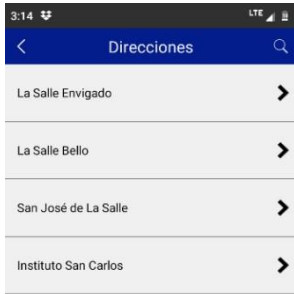 3:14 LTE
Direcciones
La Salle Envigado
La Salle Bello
San José de La Salle
Instituto San Carlos